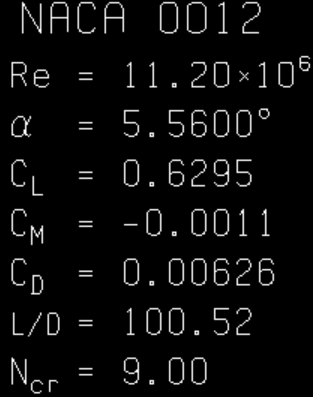 NACA 0012
Re = 11.20×10⁶
α = 5.5600°
C_L = 0.6295
C_M = -0.0011
C_D = 0.00626
L/D = 100.52
N_cr = 9.00